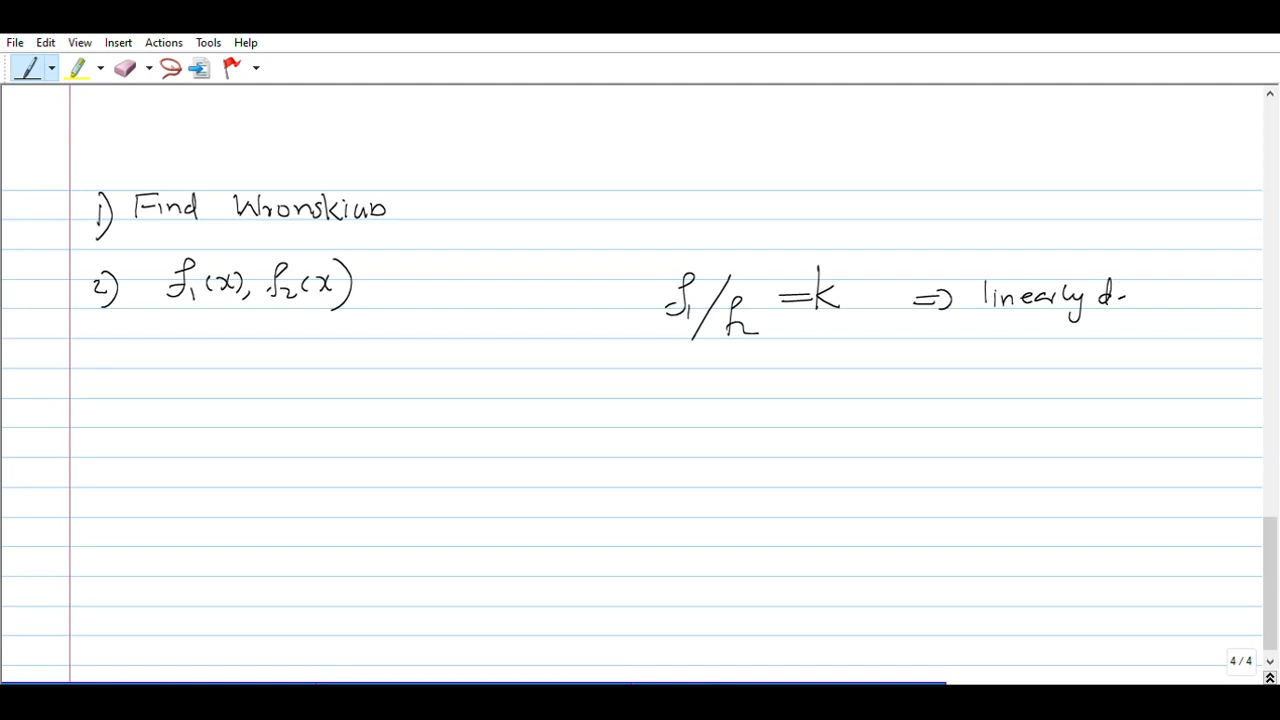 File Edit View Insert Actions Tools Help
1) Find Wronskian
2) f₁(x), f₂(x) f₁/f₂ = k ⇒ linearly d.
4 / 4